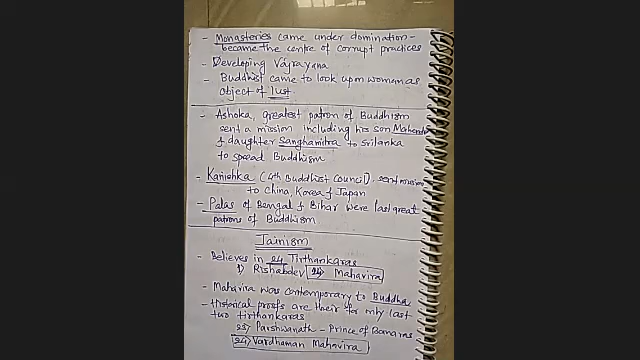 - Monasteries came under domination-
became the centre of corrupt practices
- Developing Vajrayana
- Buddhist came to look upon woman as
object of lust
- Ashoka, greatest patron of Buddhism
sent a mission including his son Mahendra
& daughter Sanghamitra to Srilanka
to spread Buddhism
- Kanishka (4th Buddhist Council) sent mission
to China, Korea & Japan
- Palas of Bengal & Bihar were last great
patrons of Buddhism
Jainism
- Believes in 24 Tirthankaras
1) Rishabdev 24) Mahavira
- Mahavira was contemporary to Buddha
- Historical proofs are their for only last
two tirthankaras
23) Parshwanath - Prince of Banaras
24) Vardhaman Mahavira